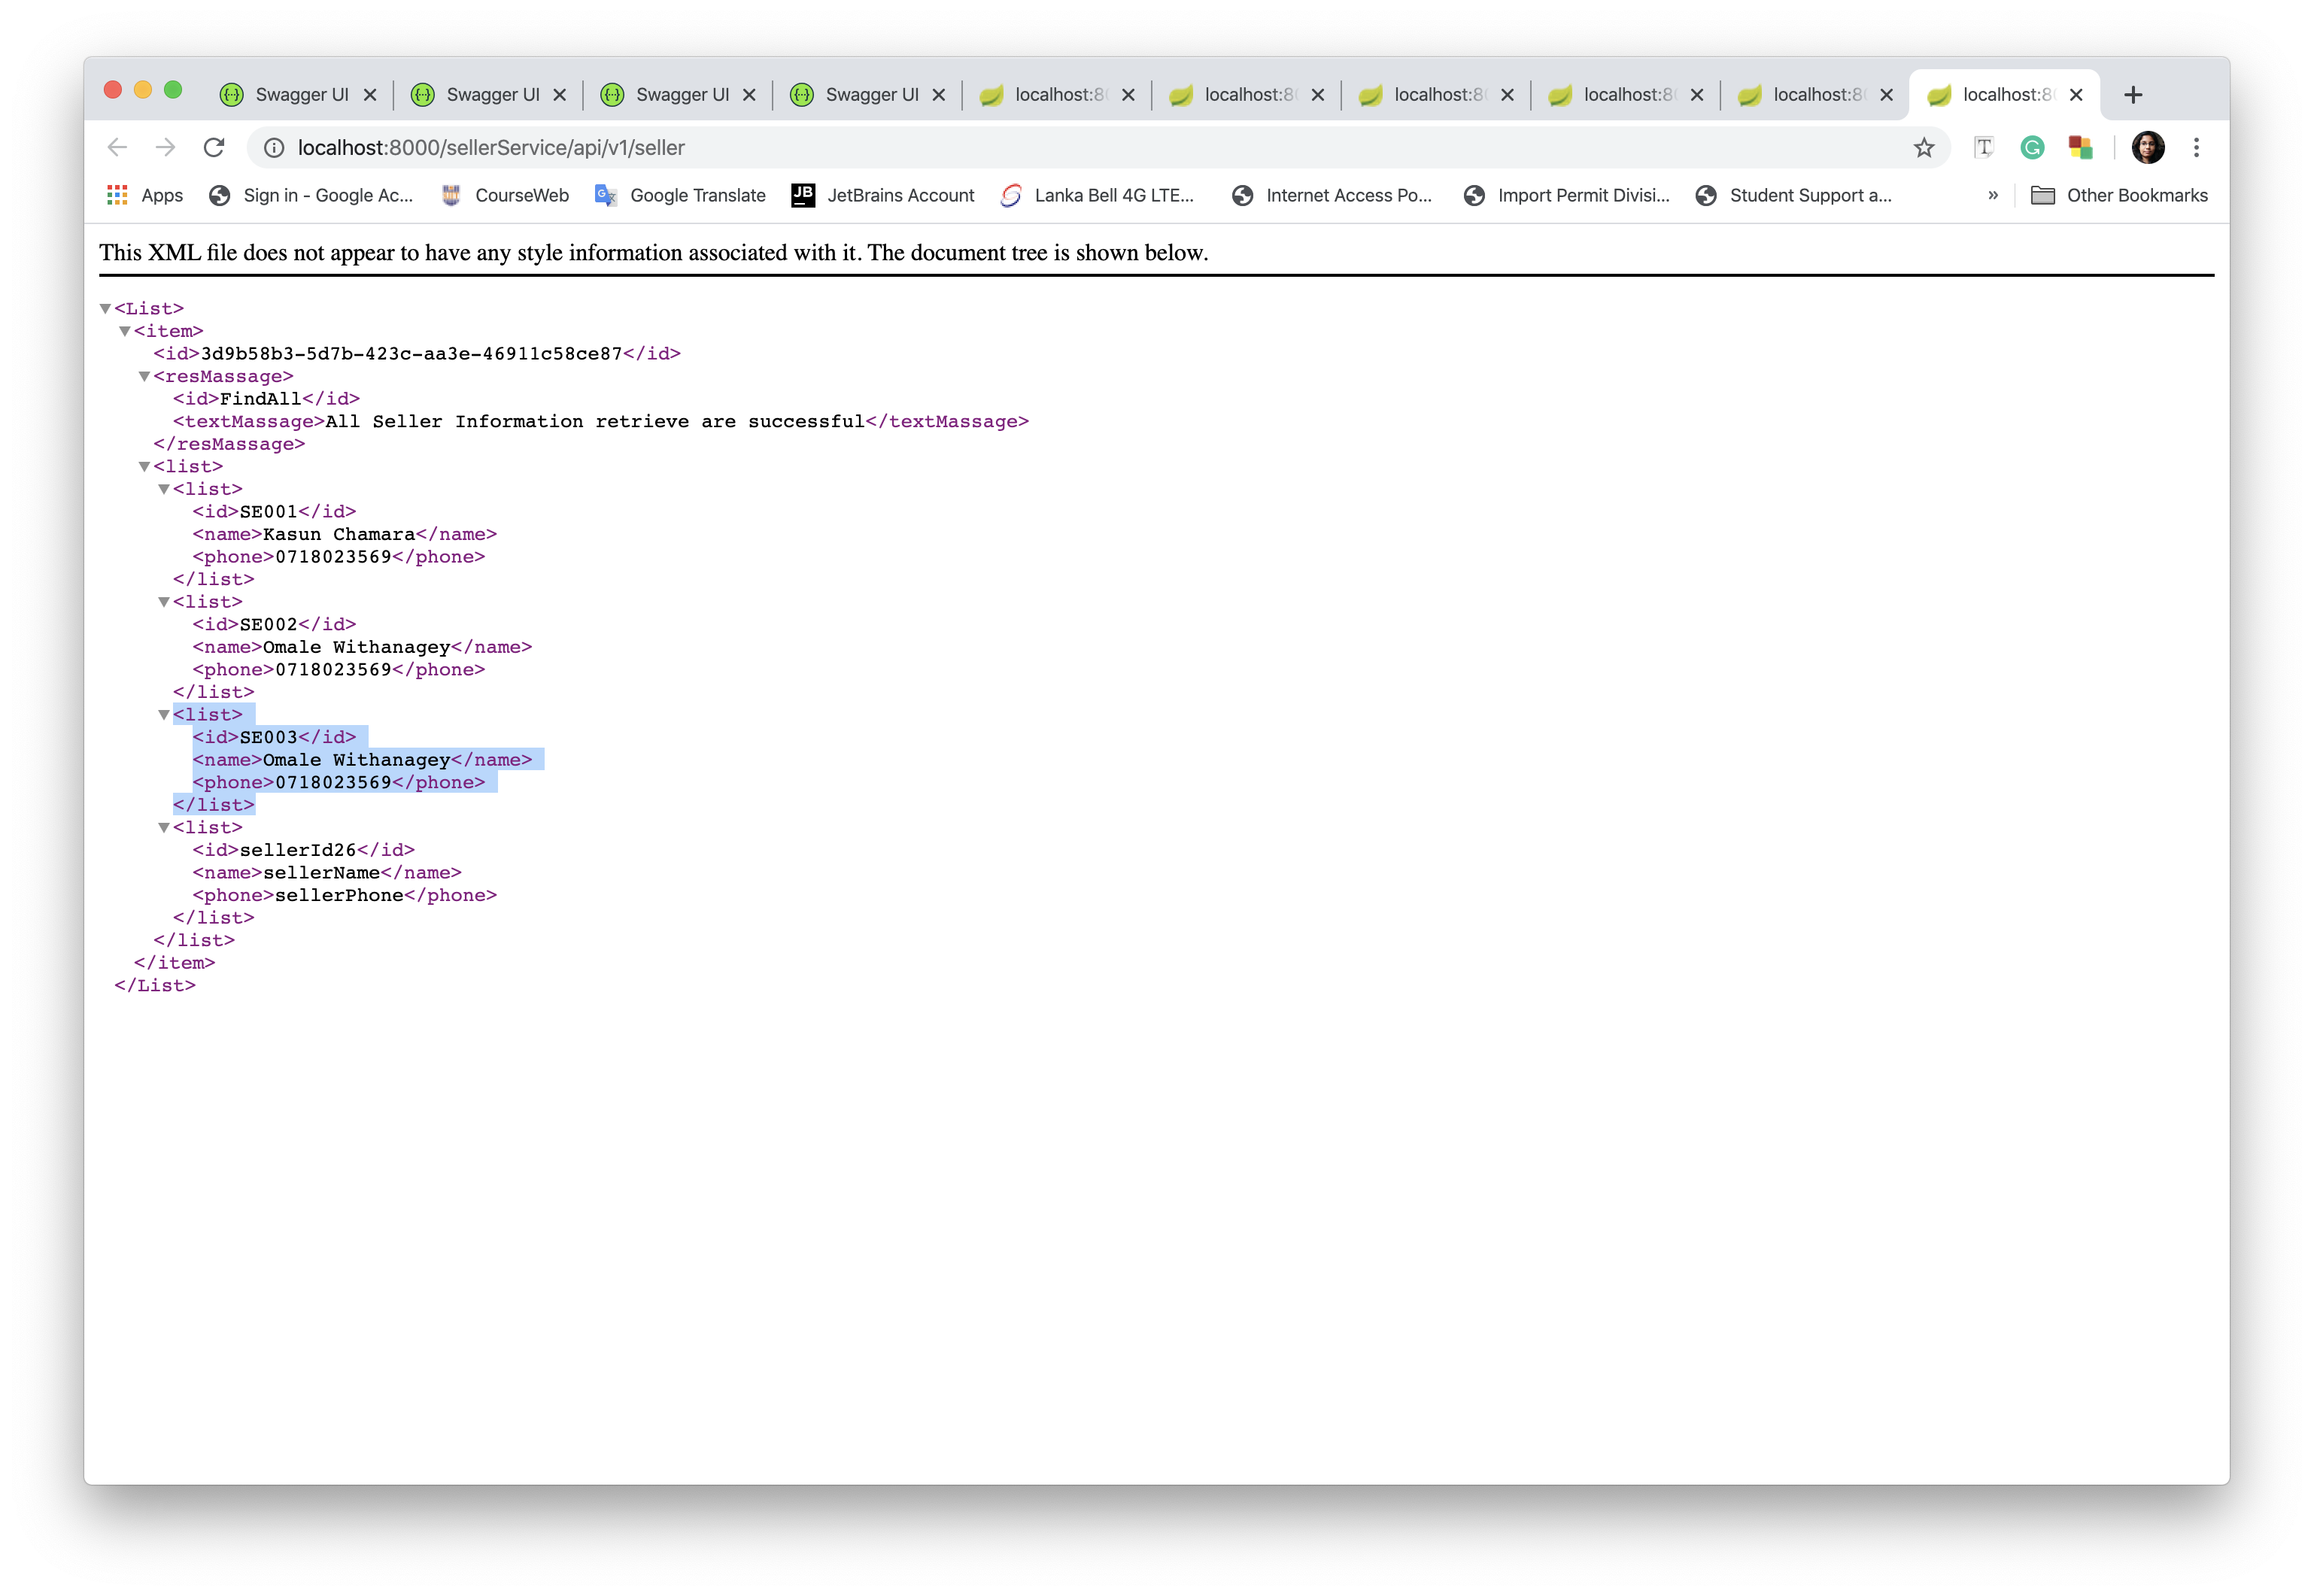 Swagger UI Swagger UI Swagger UI Swagger UI localhost:80 localhost:80 localhost:80 localhost:80 localhost:80 localhost:80
localhost:8000/sellerService/api/v1/seller
Apps Sign in - Google Ac... CourseWeb Google Translate JB JetBrains Account Lanka Bell 4G LTE... Internet Access Po... Import Permit Divisi... Student Support a... » Other Bookmarks
This XML file does not appear to have any style information associated with it. The document tree is shown below.
<List>
<item>
<id>3d9b58b3-5d7b-423c-aa3e-46911c58ce87</id>
<resMassage>
<id>FindAll</id>
<textMassage>All Seller Information retrieve are successful</textMassage>
</resMassage>
<list>
<list>
<id>SE001</id>
<name>Kasun Chamara</name>
<phone>0718023569</phone>
</list>
<list>
<id>SE002</id>
<name>Omale Withanagey</name>
<phone>0718023569</phone>
</list>
<list>
<id>SE003</id>
<name>Omale Withanagey</name>
<phone>0718023569</phone>
</list>
<list>
<id>sellerId26</id>
<name>sellerName</name>
<phone>sellerPhone</phone>
</list>
</list>
</item>
</List>